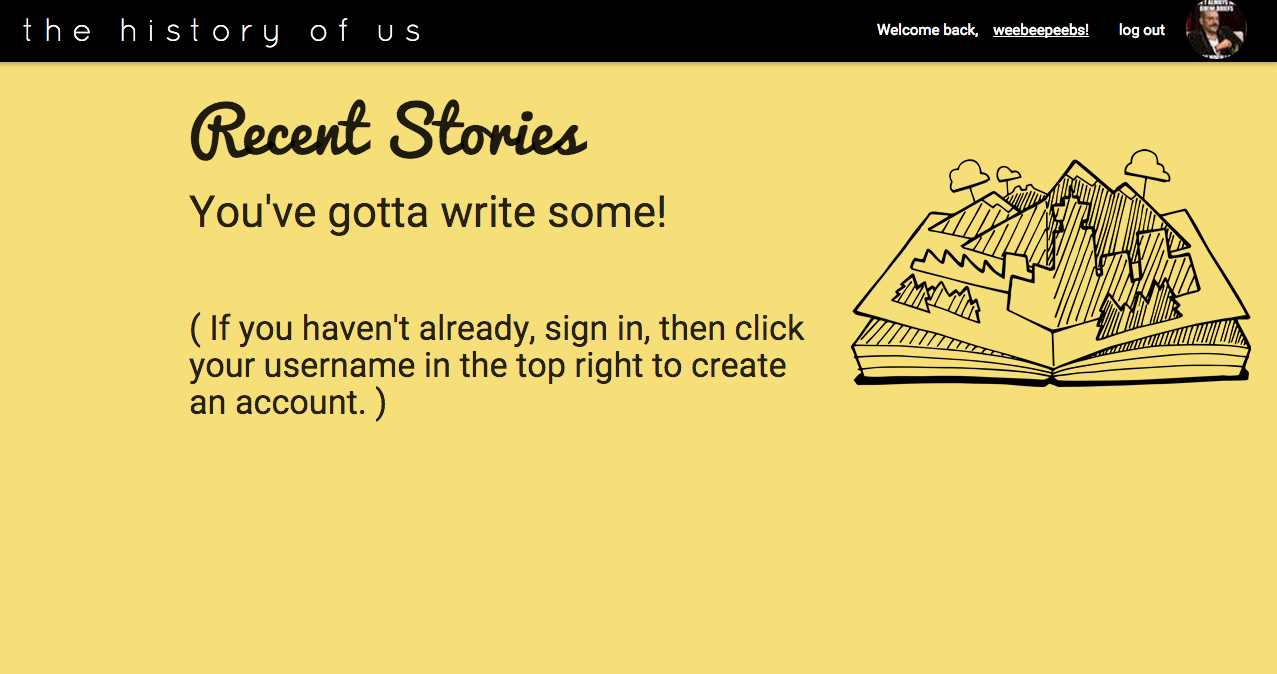 the history of us
Welcome back, weebeepeebs! log out
Recent Stories
You've gotta write some!
( If you haven't already, sign in, then click
your username in the top right to create
an account. )